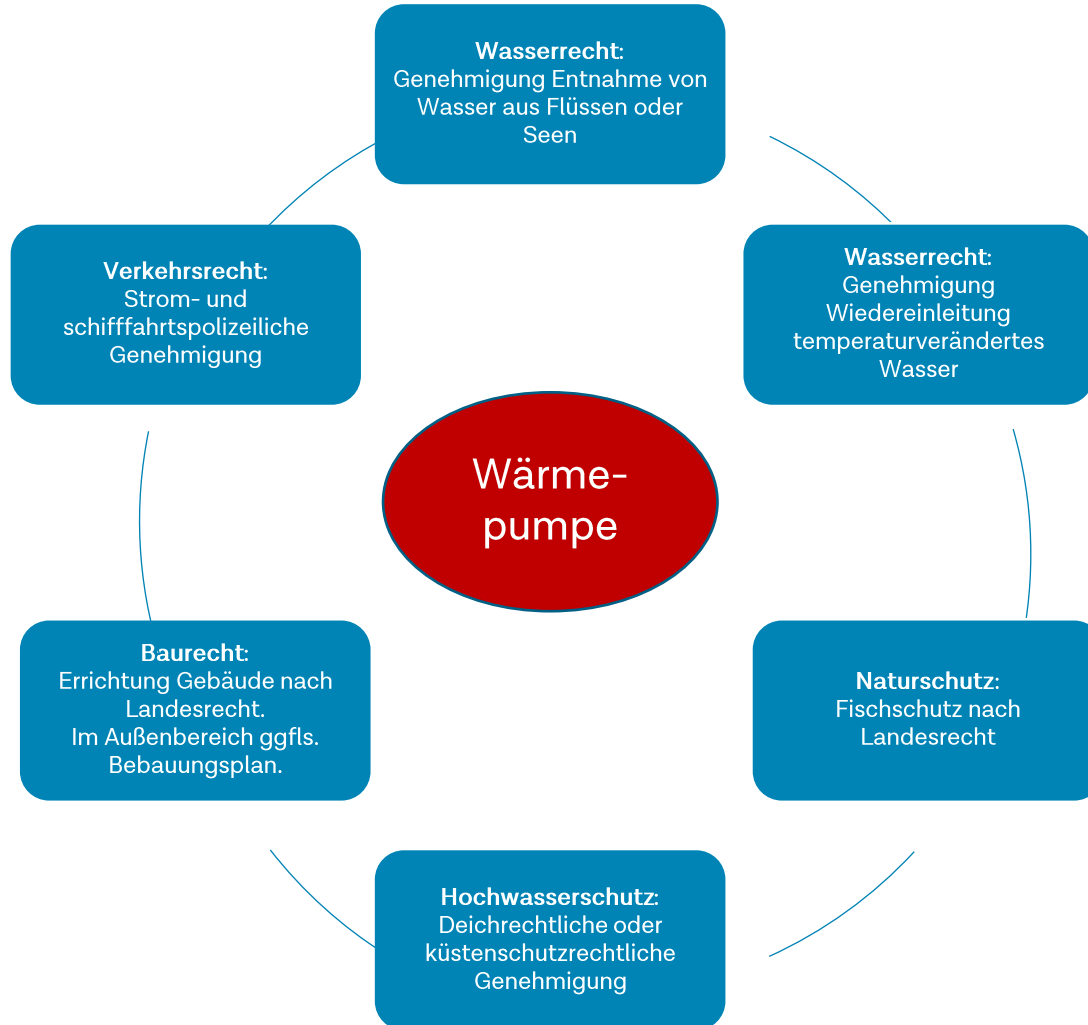 Wasserrecht:
Genehmigung Entnahme von
Wasser aus Flüssen oder
Seen
Wasserrecht:
Genehmigung
Wiedereinleitung
temperaturverändertes
Wasser
Naturschutz:
Fischschutz nach
Landesrecht
Hochwasserschutz:
Deichrechtliche oder
küstenschutzrechtliche
Genehmigung
Baurecht:
Errichtung Gebäude nach
Landesrecht.
Im Außenbereich ggfls.
Bebauungsplan.
Verkehrsrecht:
Strom- und
schifffahrtspolizeiliche
Genehmigung
Wärme-
pumpe